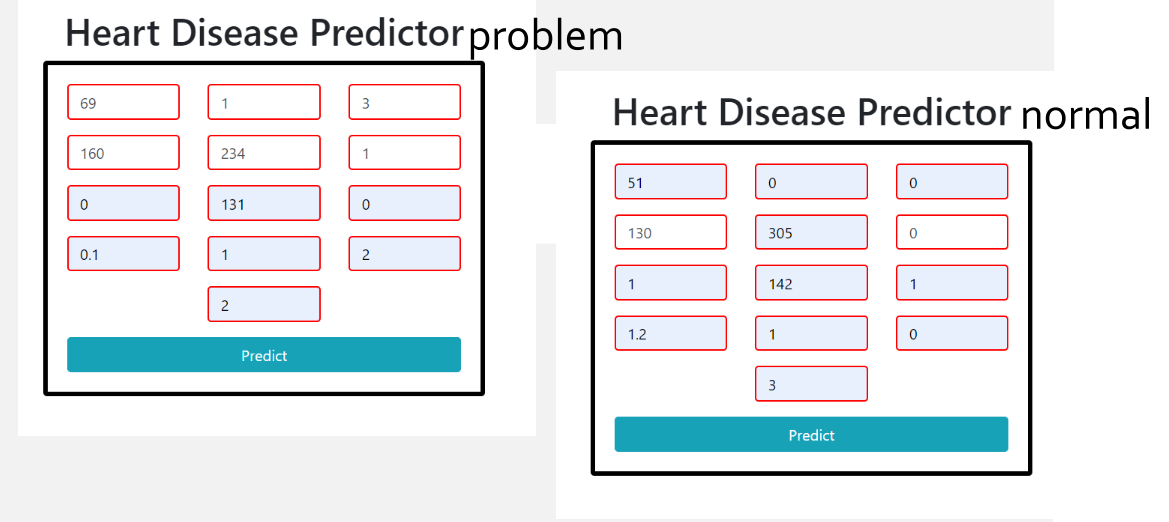 Heart Disease Predictor problem
69 1 3
160 234 1
0 131 0
0.1 1 2
2
Predict
Heart Disease Predictor normal
51 0 0
130 305 0
1 142 1
1.2 1 0
3
Predict